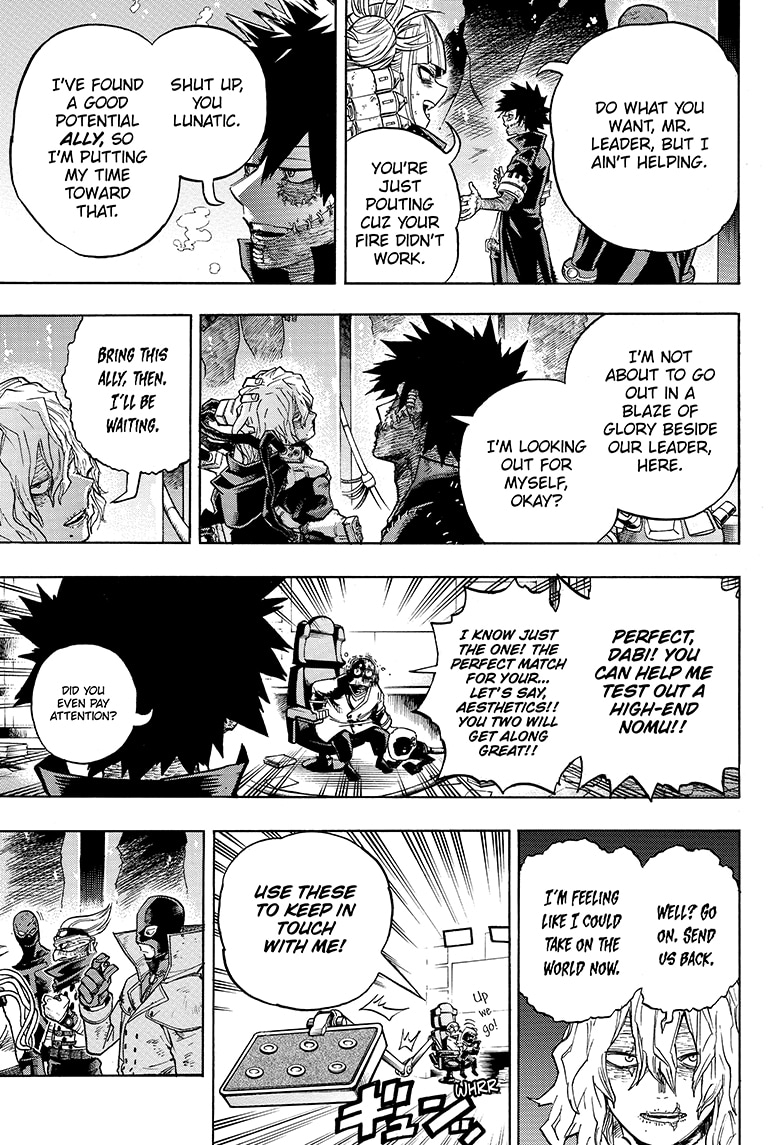 DO WHAT YOU
WANT, MR.
LEADER, BUT I
AIN'T HELPING.
YOU'RE
JUST
POUTING
CUZ YOUR
FIRE DIDN'T
WORK.
SHUT UP,
YOU
LUNATIC.
I'VE FOUND
A GOOD
POTENTIAL
ALLY, SO
I'M PUTTING
MY TIME
TOWARD
THAT.
I'M NOT
ABOUT TO GO
OUT IN A
BLAZE OF
GLORY BESIDE
OUR LEADER,
HERE.
I'M LOOKING
OUT FOR
MYSELF,
OKAY?
BRING THIS
ALLY, THEN.
I'LL BE
WAITING.
PERFECT,
DABI! YOU
CAN HELP ME
TEST OUT A
HIGH-END
NOMU!!
I KNOW JUST
THE ONE! THE
PERFECT MATCH
FOR YOUR...
LET'S SAY,
AESTHETICS!!
YOU TWO WILL
GET ALONG
GREAT!!
DID YOU
EVEN PAY
ATTENTION?
WELL? GO
ON. SEND
US BACK.
I'M FEELING
LIKE I COULD
TAKE ON THE
WORLD NOW.
USE THESE
TO KEEP IN
TOUCH
WITH ME!
Up
we
go!
WHRR
ギュンッ